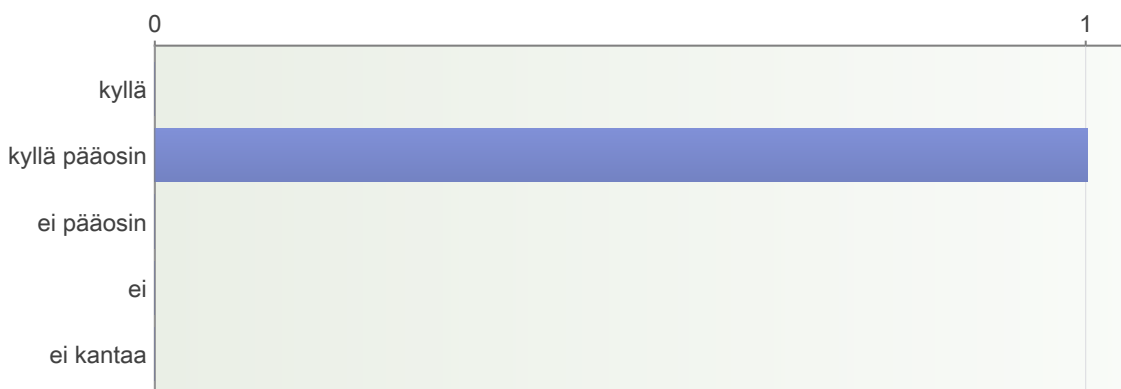 0 1
kyllä
kyllä pääosin
ei pääosin
ei
ei kantaa